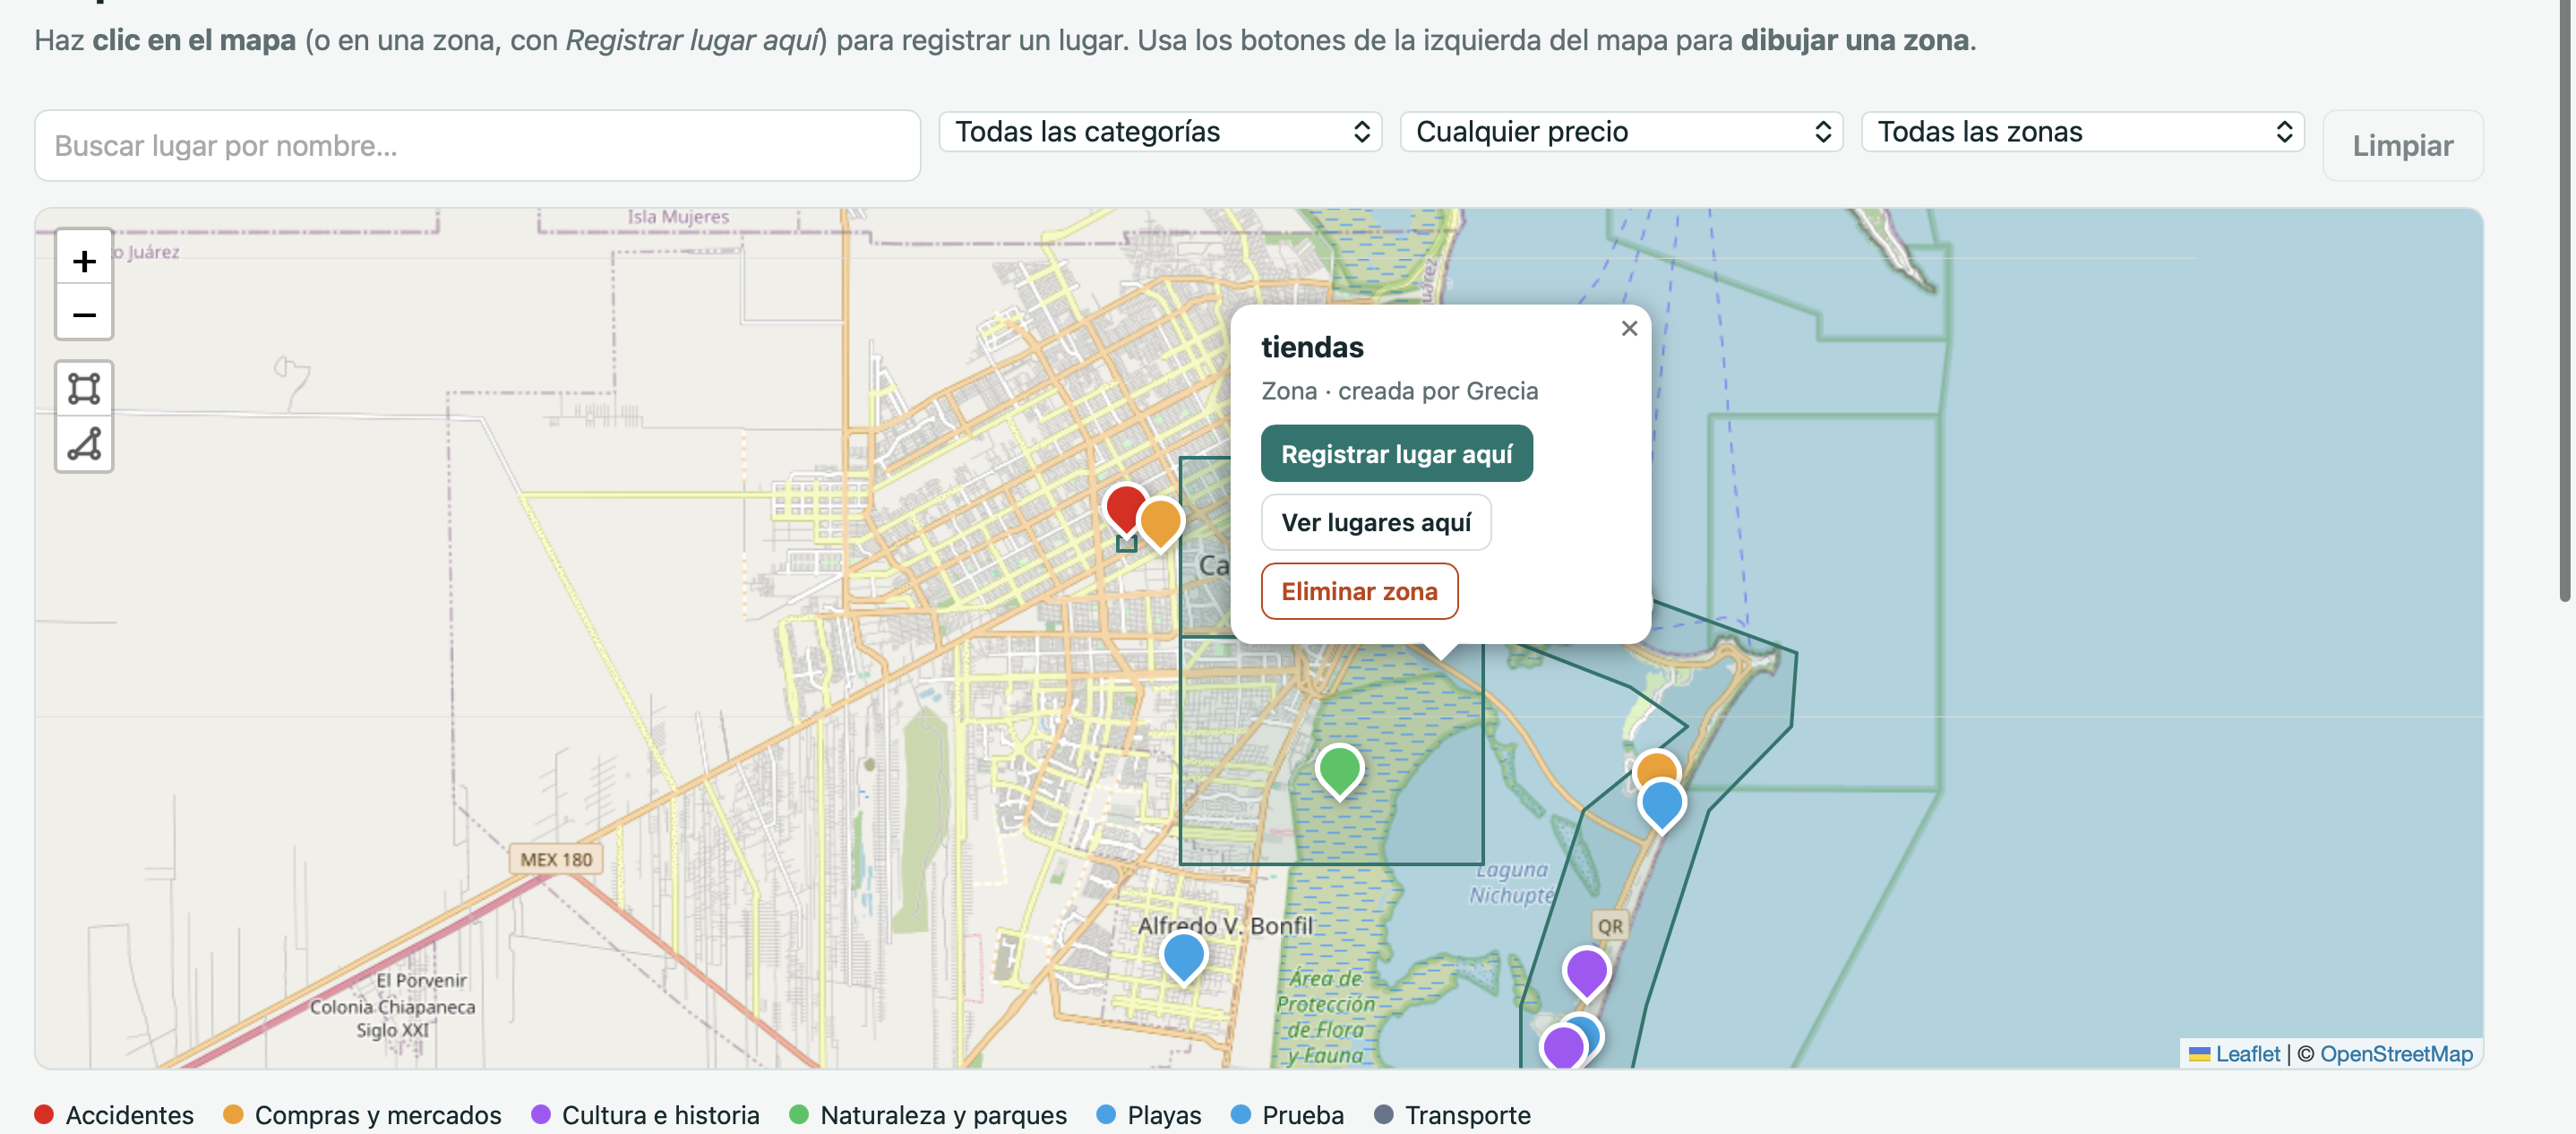 Haz clic en el mapa (o en una zona, con Registrar lugar aquí) para registrar un lugar. Usa los botones de la izquierda del mapa para dibujar una zona.
Buscar lugar por nombre...
Todas las categorías
Cualquier precio
Todas las zonas
Limpiar
Isla Mujeres
o Juárez
+
−
uárez
tiendas
×
Zona · creada por Grecia
Registrar lugar aquí
Ver lugares aquí
Eliminar zona
Ca
MEX 180
Laguna
Nichupté
QR
Alfredo V. Bonfil
El Porvenir
Colonia Chiapaneca
Siglo XXI
Área de
Protección
de Flora
y Fauna
Leaflet | © OpenStreetMap
Accidentes
Compras y mercados
Cultura e historia
Naturaleza y parques
Playas
Prueba
Transporte